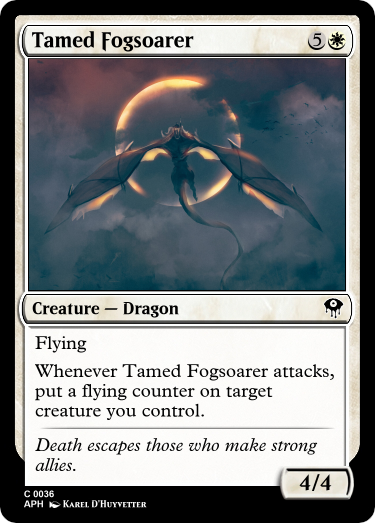 Tamed Fogsoarer 5
Creature — Dragon
Flying
Whenever Tamed Fogsoarer attacks,
put a flying counter on target
creature you control.
Death escapes those who make strong
allies.
4/4
C 0036
APH Karel D'Huyvetter